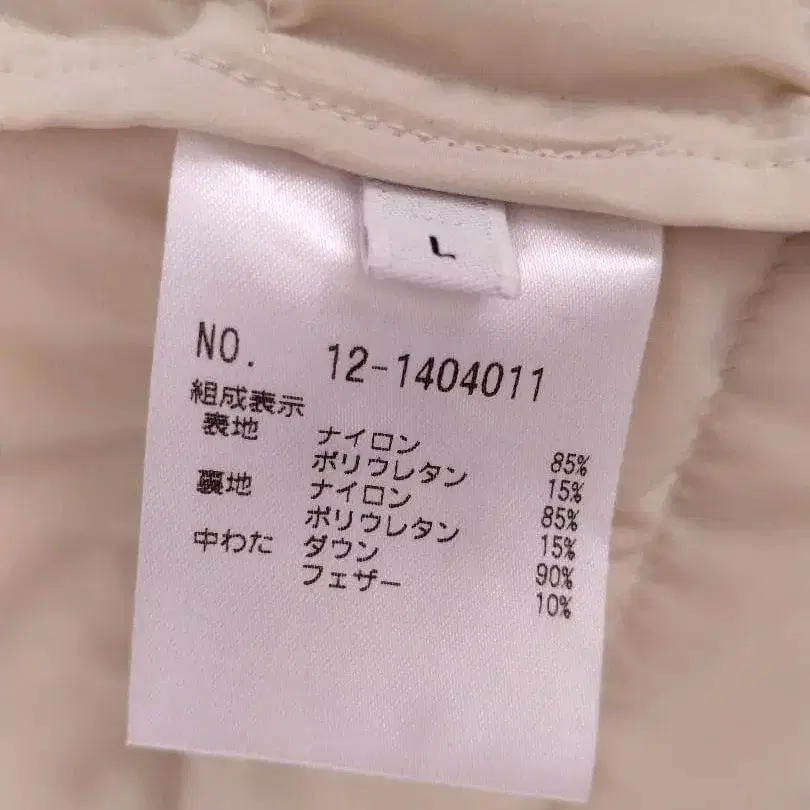 L
NO. 12-1404011
組成表示
表地 ナイロン 85%
ポリウレタン 15%
裏地 ナイロン 85%
ポリウレタン 15%
中わた ダウン 90%
フェザー 10%